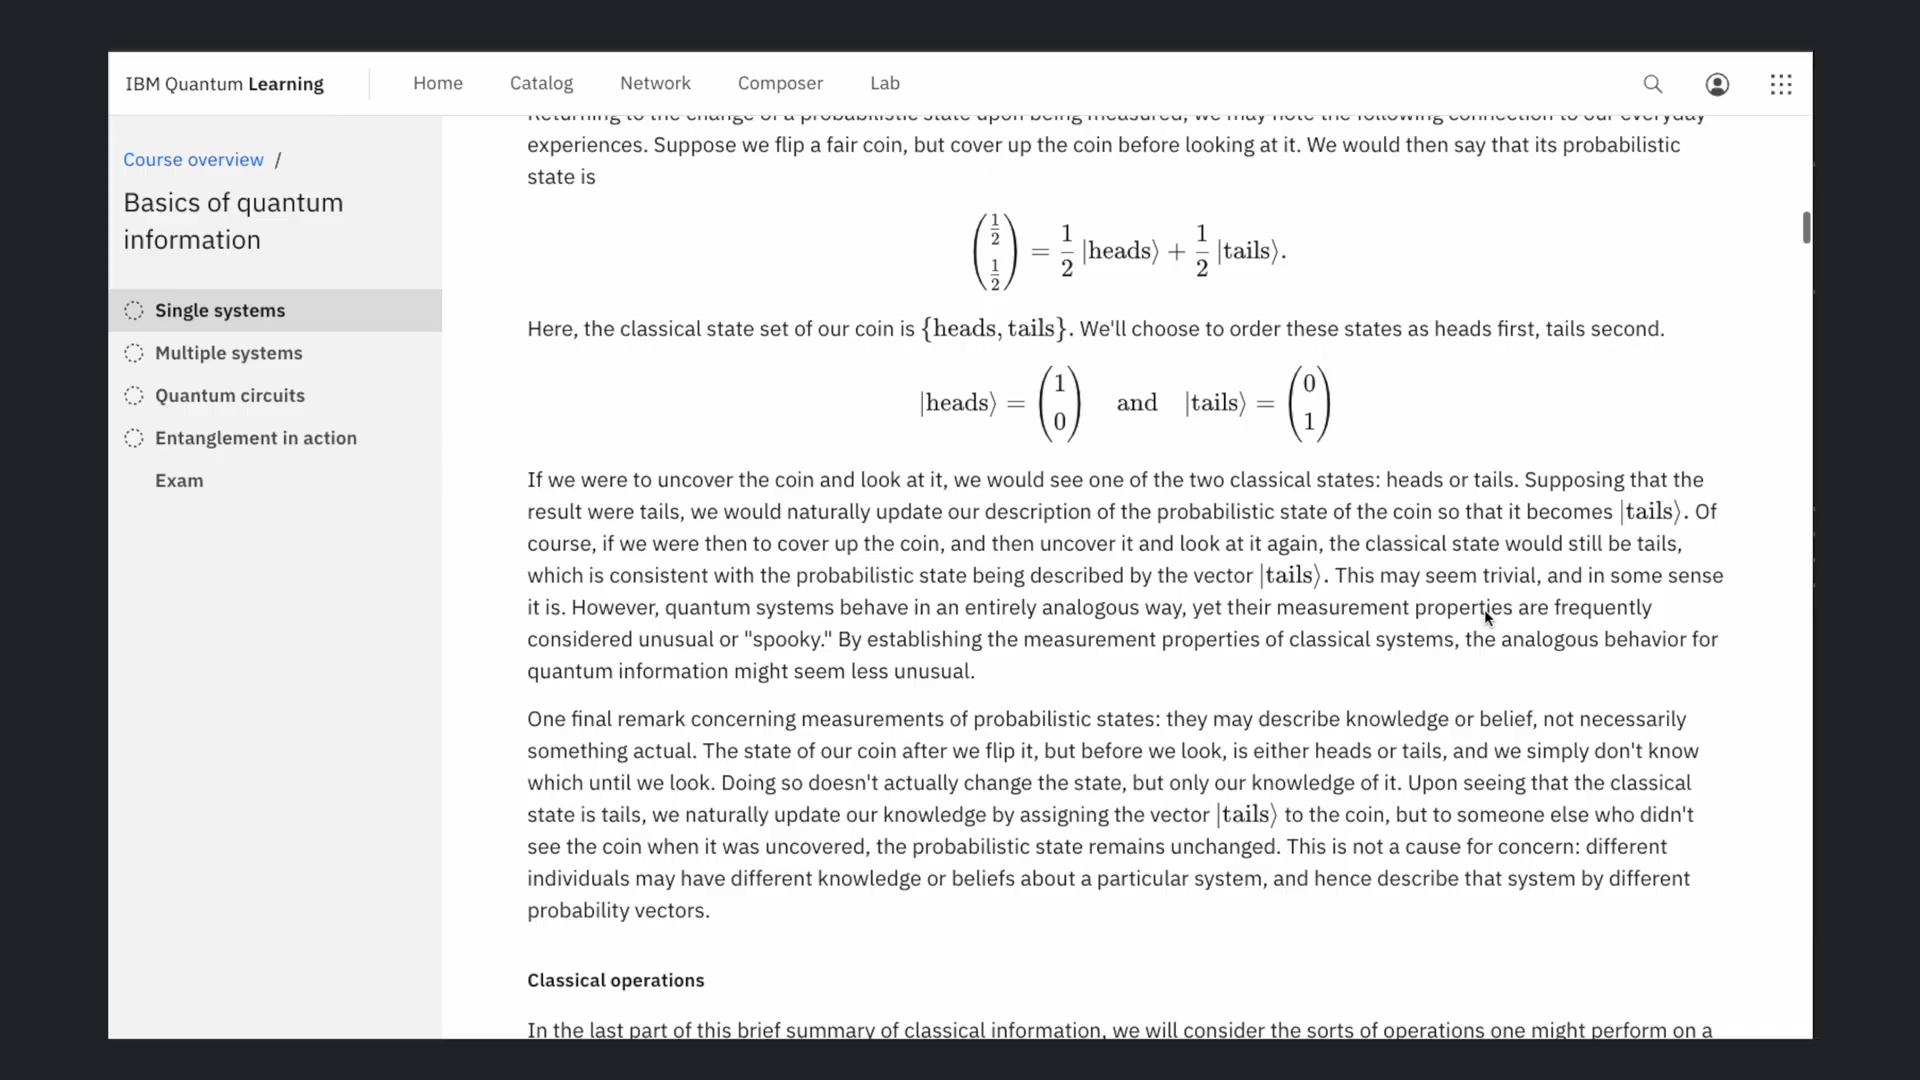 IBM Quantum Learning
Home
Catalog
Network
Composer
Lab
Course overview /
Basics of quantum
information
Single systems
Multiple systems
Quantum circuits
Entanglement in action
Exam
Returning to the change of a probabilistic state upon being measured, we may note the following connection to our everyday
experiences. Suppose we flip a fair coin, but cover up the coin before looking at it. We would then say that its probabilistic
state is
(1/2 1/2) = 1/2 |heads⟩ + 1/2 |tails⟩.
Here, the classical state set of our coin is {heads, tails}. We'll choose to order these states as heads first, tails second.
|heads⟩ = (1 0) and |tails⟩ = (0 1)
If we were to uncover the coin and look at it, we would see one of the two classical states: heads or tails. Supposing that the
result were tails, we would naturally update our description of the probabilistic state of the coin so that it becomes |tails⟩. Of
course, if we were then to cover up the coin, and then uncover it and look at it again, the classical state would still be tails,
which is consistent with the probabilistic state being described by the vector |tails⟩. This may seem trivial, and in some sense
it is. However, quantum systems behave in an entirely analogous way, yet their measurement properties are frequently
considered unusual or "spooky." By establishing the measurement properties of classical systems, the analogous behavior for
quantum information might seem less unusual.
One final remark concerning measurements of probabilistic states: they may describe knowledge or belief, not necessarily
something actual. The state of our coin after we flip it, but before we look, is either heads or tails, and we simply don't know
which until we look. Doing so doesn't actually change the state, but only our knowledge of it. Upon seeing that the classical
state is tails, we naturally update our knowledge by assigning the vector |tails⟩ to the coin, but to someone else who didn't
see the coin when it was uncovered, the probabilistic state remains unchanged. This is not a cause for concern: different
individuals may have different knowledge or beliefs about a particular system, and hence describe that system by different
probability vectors.
Classical operations
In the last part of this brief summary of classical information, we will consider the sorts of operations one might perform on a